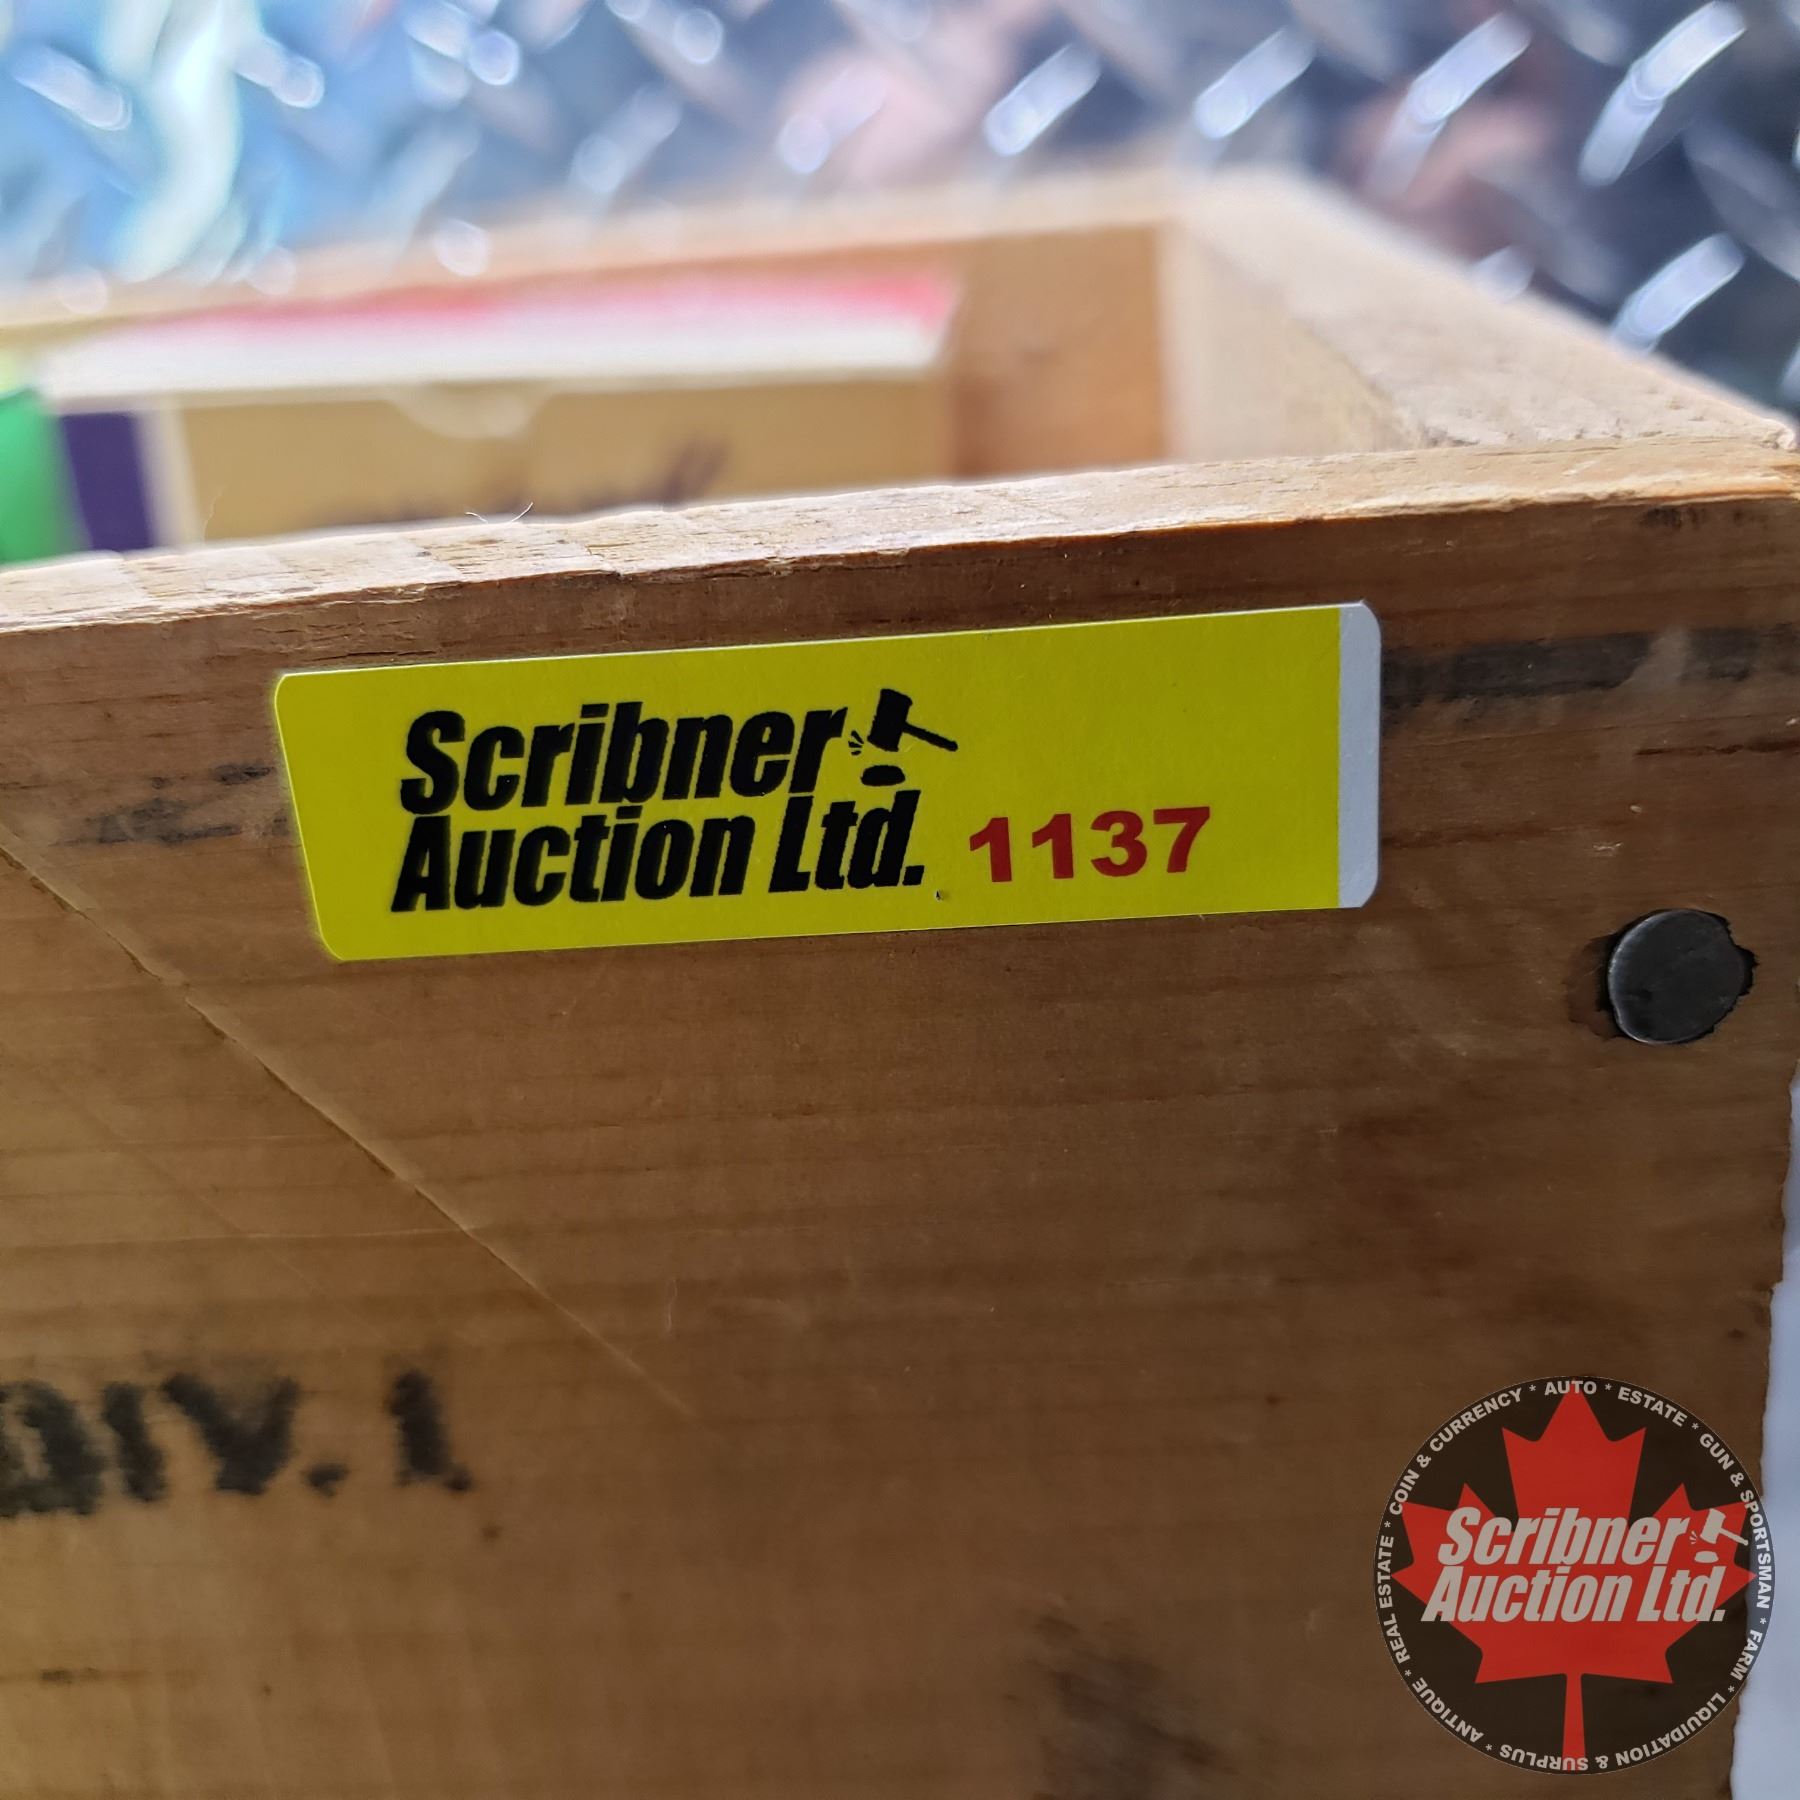 Scribner
Auction Ltd. 1137
DIV. I.
COIN & CURRENCY * AUTO * ESTATE * GUN & SPORTSMAN * FARM * LIQUIDATION & SURPLUS * ANTIQUE * REAL ESTATE *
Scribner
Auction Ltd.